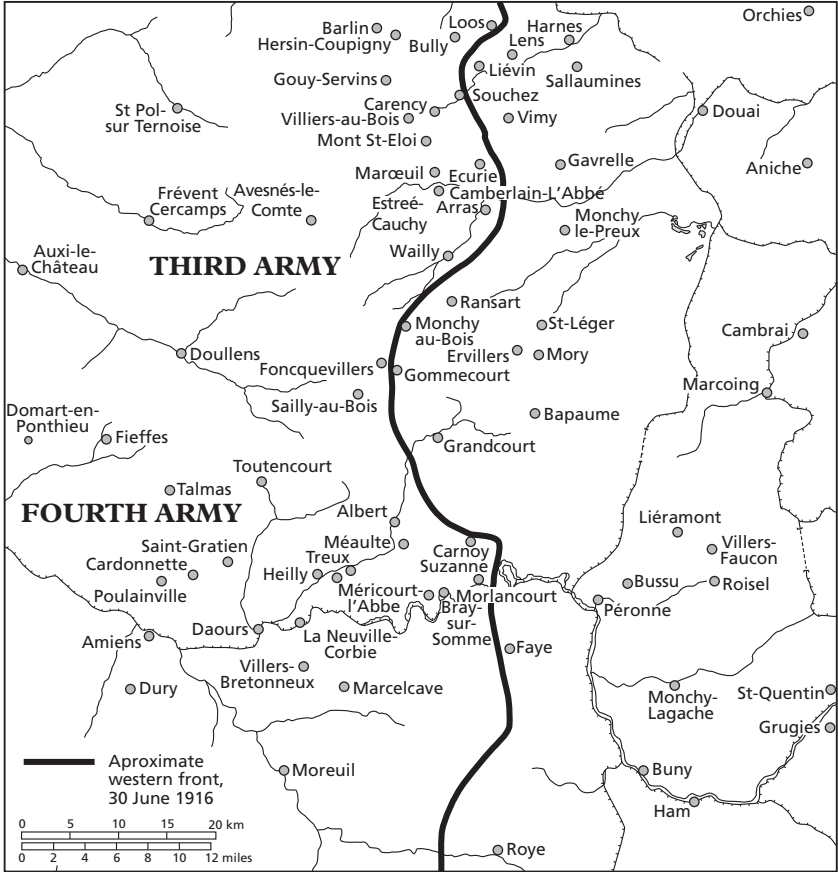 Loos
Harnes
Orchies
Barlin
Hersin-Coupigny
Bully
Lens
Liévin
Sallaumines
Gouy-Servins
Souchez
Carency
St Pol-
sur Ternoise
Villiers-au-Bois
Vimy
Douai
Mont St-Eloi
Gavrelle
Aniche
Marœuil
Ecurie
Camberlain-L'Abbé
Frévent
Cercamps
Avesnés-le-
Comte
Estreé-
Cauchy
Arras
Monchy
le-Preux
Auxi-le-
Château
Wailly
THIRD ARMY
Ransart
Monchy
au-Bois
St-Léger
Cambrai
Doullens
Ervillers
Mory
Foncquevillers
Gommecourt
Marcoing
Sailly-au-Bois
Domart-en-
Ponthieu
Fieffes
Bapaume
Grandcourt
Toutencourt
Talmas
FOURTH ARMY
Albert
Liéramont
Saint-Gratien
Cardonnette
Poulainville
Méaulte
Treux
Heilly
Carnoy
Suzanne
Villers-
Faucon
Méricourt-
l'Abbe
Morlancourt
Bussu
Roisel
Bray-
sur-
Somme
Péronne
Amiens
Daours
La Neuville-
Corbie
Faye
Villers-
Bretonneux
Dury
Marcelcave
Monchy-
Lagache
St-Quentin
Grugies
Aproximate
western front,
30 June 1916
Moreuil
Buny
Ham
0 5 10 15 20 km
0 2 4 6 8 10 12 miles
Roye